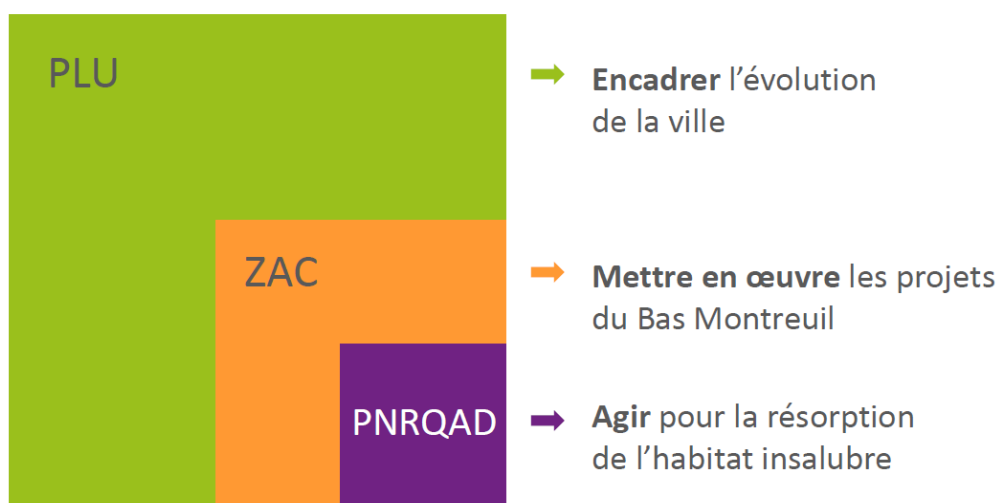 PLU
Encadrer l’évolution
de la ville
ZAC
Mettre en œuvre les projets
du Bas Montreuil
PNRQAD
Agir pour la résorption
de l’habitat insalubre